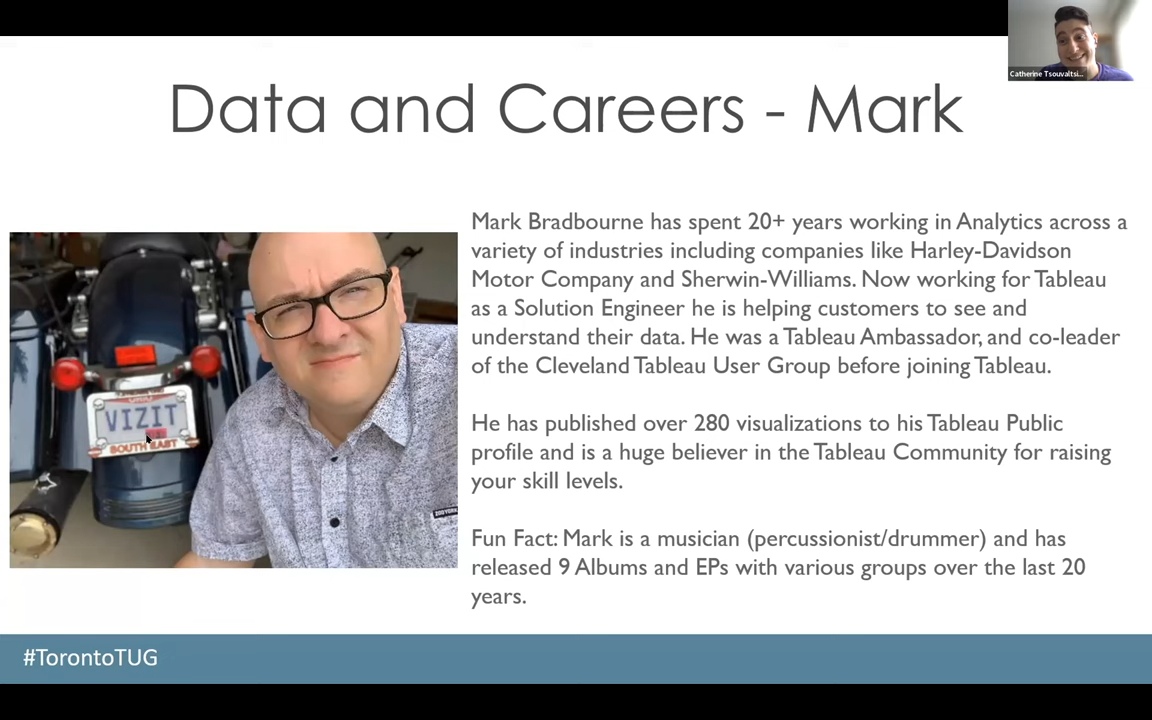 Catherine Tsouvaltsi...
Data and Careers - Mark
Mark Bradbourne has spent 20+ years working in Analytics across a
variety of industries including companies like Harley-Davidson
Motor Company and Sherwin-Williams. Now working for Tableau
as a Solution Engineer he is helping customers to see and
understand their data. He was a Tableau Ambassador, and co-leader
of the Cleveland Tableau User Group before joining Tableau.
He has published over 280 visualizations to his Tableau Public
profile and is a huge believer in the Tableau Community for raising
your skill levels.
Fun Fact: Mark is a musician (percussionist/drummer) and has
released 9 Albums and EPs with various groups over the last 20
years.
VIZIT
SOUTH EAST
#TorontoTUG